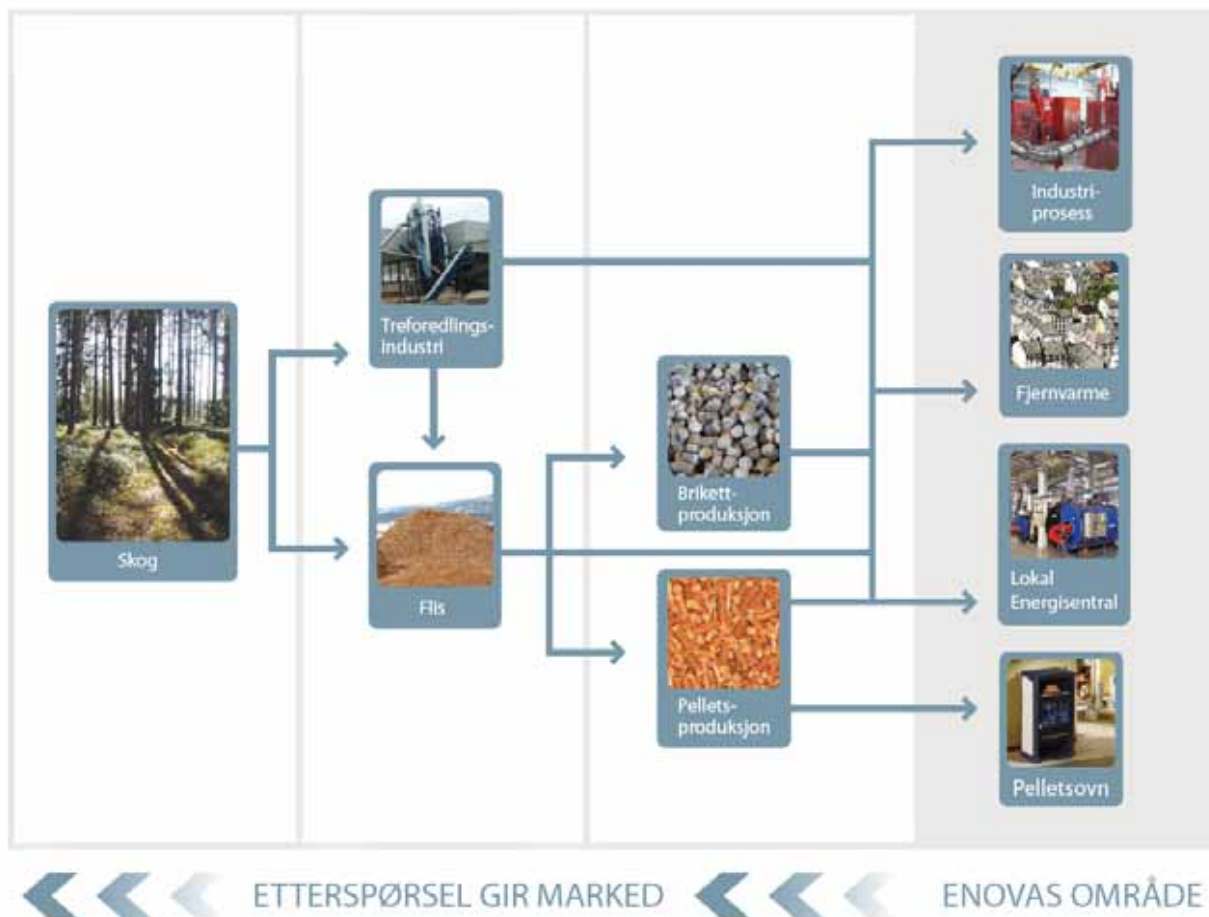 Skog
Treforedlings-
industri
Flis
Brikett-
produksjon
Pellets-
produksjon
Industri-
prosess
Fjernvarme
Lokal
Energisentral
Pelletsovn
ETTERSPØRSEL GIR MARKED
ENOVAS OMRÅDE